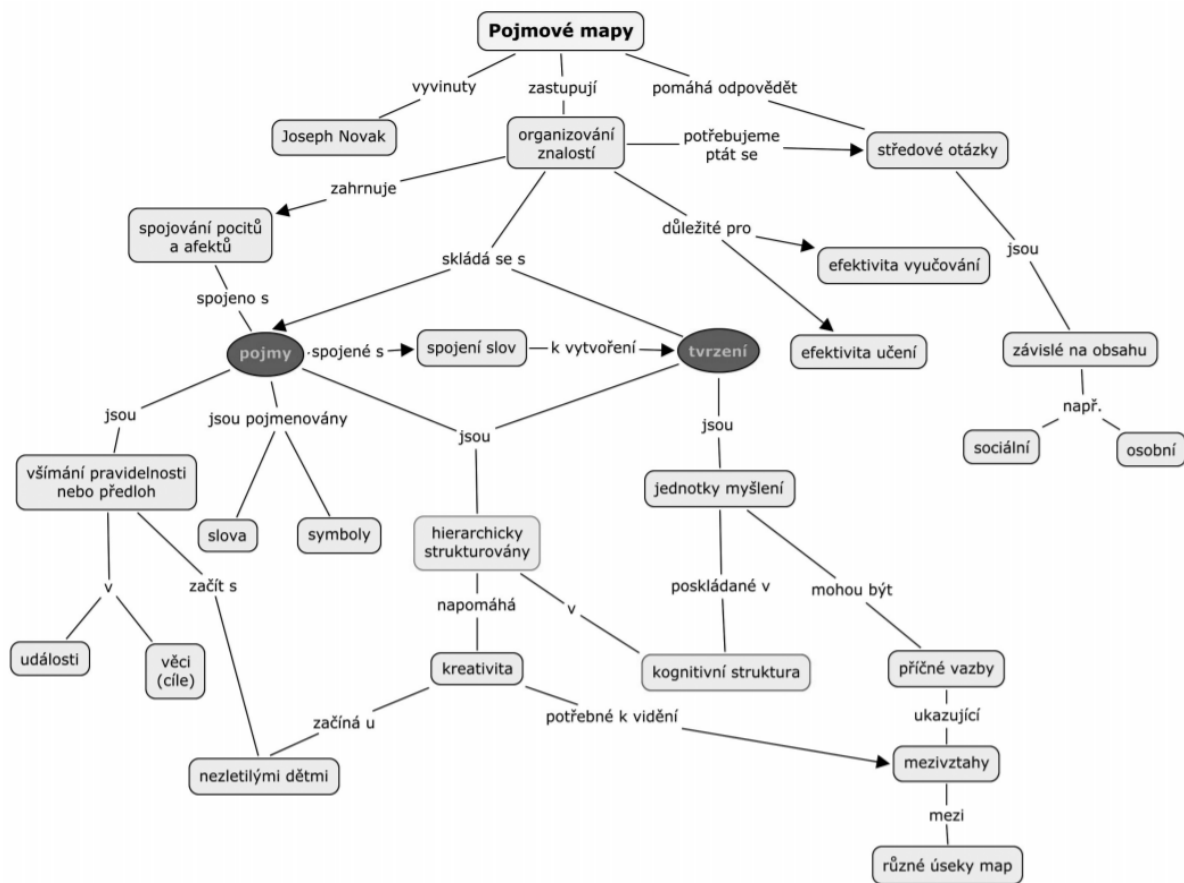 Pojmové mapy
vyvinuty
zastupují
pomáhá odpovědět
Joseph Novak
organizování
znalostí
potřebujeme
ptát se
středové otázky
zahrnuje
spojování pocitů
a afektů
důležité pro
efektivita vyučování
jsou
skládá se s
spojeno s
pojmy
spojené s
spojení slov
k vytvoření
tvrzení
efektivita učení
závislé na obsahu
jsou
jsou pojmenovány
jsou
jsou
např.
sociální
osobní
všímání pravidelnosti
nebo předloh
jednotky myšlení
slova
symboly
hierarchicky
strukturovány
v
začít s
napomáhá
v
poskládané v
mohou být
události
věci
(cíle)
kreativita
kognitivní struktura
příčné vazby
začíná u
potřebné k vidění
ukazující
nezletilými dětmi
mezivztahy
mezi
různé úseky map